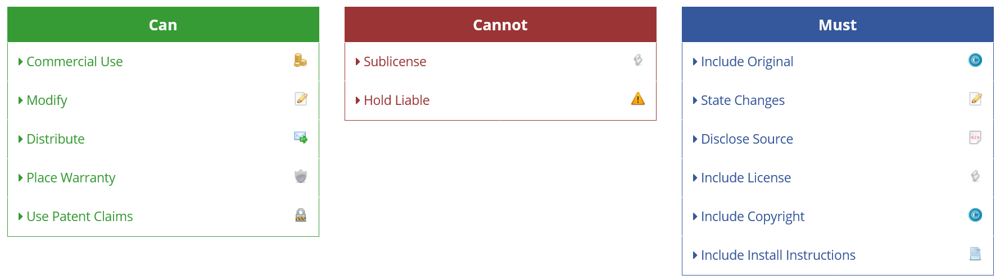 Can
Commercial Use
Modify
Distribute
Place Warranty
Use Patent Claims
Cannot
Sublicense
Hold Liable
Must
Include Original
State Changes
Disclose Source
Include License
Include Copyright
Include Install Instructions